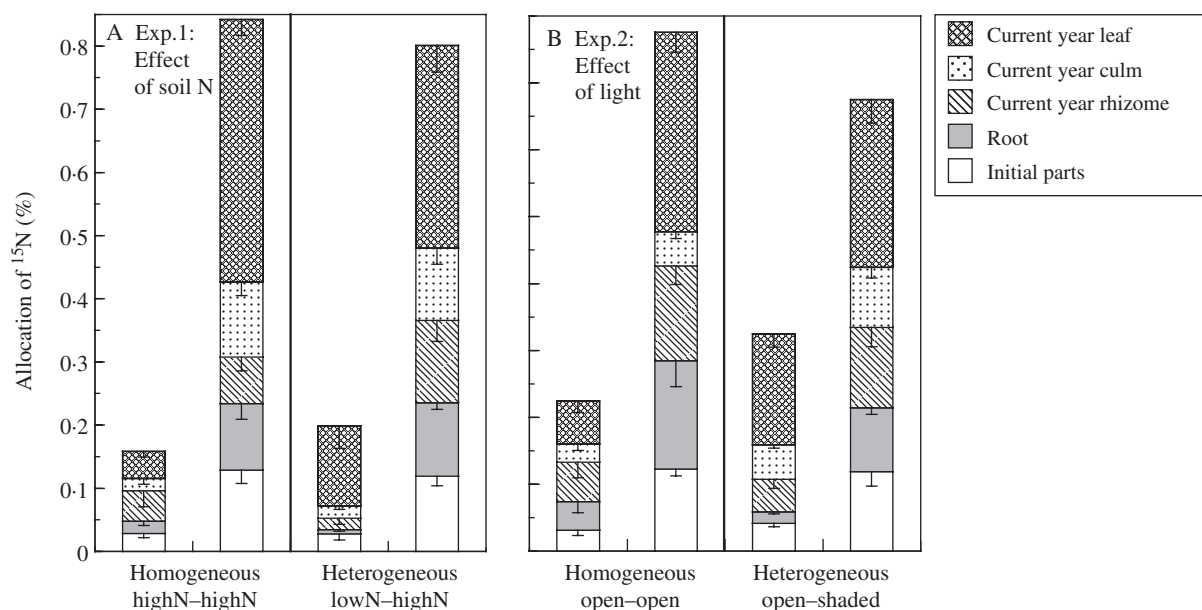 A Exp.1:
Effect
of soil N
B Exp.2:
Effect
of light
Current year leaf
Current year culm
Current year rhizome
Root
Initial parts
Allocation of ¹⁵N (%)
0·8
0·7
0·6
0·5
0·4
0·3
0·2
0·1
0
Homogeneous
highN–highN
Heterogeneous
lowN–highN
Homogeneous
open–open
Heterogeneous
open–shaded